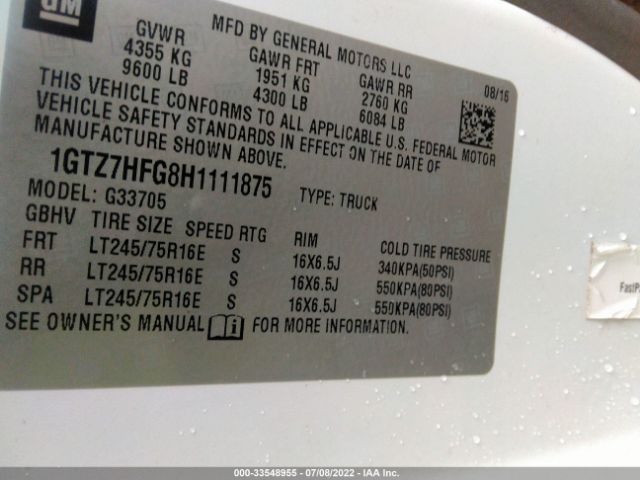 GM
MFD BY GENERAL MOTORS LLC
GVWR GAWR FRT GAWR RR 08/16
4355 KG 1951 KG 2760 KG
9600 LB 4300 LB 6084 LB
THIS VEHICLE CONFORMS TO ALL APPLICABLE U.S. FEDERAL MOTOR
VEHICLE SAFETY STANDARDS IN EFFECT ON THE DATE OF
MANUFACTURE SHOWN ABOVE.
1GTZ7HFG8H1111875
MODEL: G33705 TYPE: TRUCK
GBHV TIRE SIZE SPEED RTG RIM COLD TIRE PRESSURE
FRT LT245/75R16E S 16X6.5J 340KPA(50PSI)
RR LT245/75R16E S 16X6.5J 550KPA(80PSI)
SPA LT245/75R16E S 16X6.5J 550KPA(80PSI)
SEE OWNER'S MANUAL FOR MORE INFORMATION.
000-33548955 - 07/08/2022 - IAA Inc.